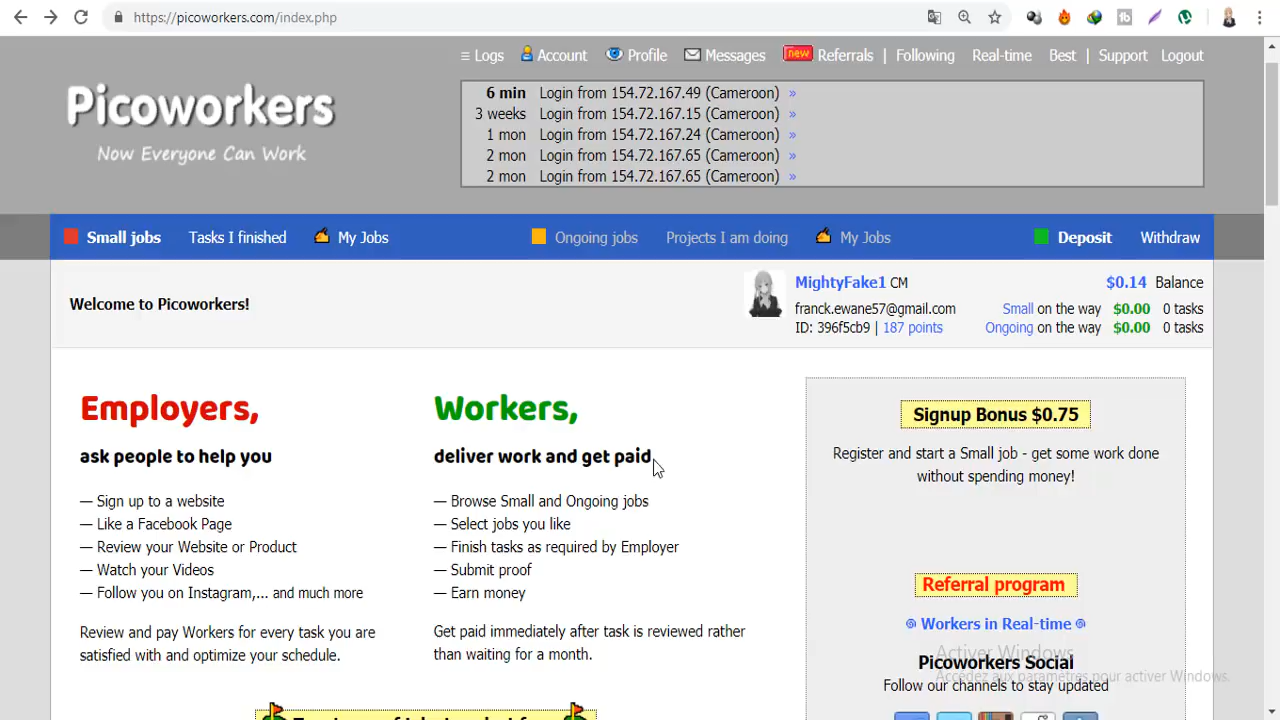 https://picoworkers.com/index.php
Logs Account Profile Messages new Referrals | Following Real-time Best | Support Logout
Picoworkers
Now Everyone Can Work
6 min Login from 154.72.167.49 (Cameroon) »
3 weeks Login from 154.72.167.15 (Cameroon) »
1 mon Login from 154.72.167.24 (Cameroon) »
2 mon Login from 154.72.167.65 (Cameroon) »
2 mon Login from 154.72.167.65 (Cameroon) »
Small jobs Tasks I finished My Jobs Ongoing jobs Projects I am doing My Jobs Deposit Withdraw
Welcome to Picoworkers!
MightyFake1 CM $0.14 Balance
franck.ewane57@gmail.com Small on the way $0.00 0 tasks
ID: 396f5cb9 | 187 points Ongoing on the way $0.00 0 tasks
Employers,
ask people to help you
— Sign up to a website
— Like a Facebook Page
— Review your Website or Product
— Watch your Videos
— Follow you on Instagram,... and much more
Review and pay Workers for every task you are
satisfied with and optimize your schedule.
Workers,
deliver work and get paid
— Browse Small and Ongoing jobs
— Select jobs you like
— Finish tasks as required by Employer
— Submit proof
— Earn money
Get paid immediately after task is reviewed rather
than waiting for a month.
Signup Bonus $0.75
Register and start a Small job - get some work done
without spending money!
Referral program
Workers in Real-time
Activer Windows
Picoworkers Social
Accédez aux paramètres pour activer Windows.
Follow our channels to stay updated